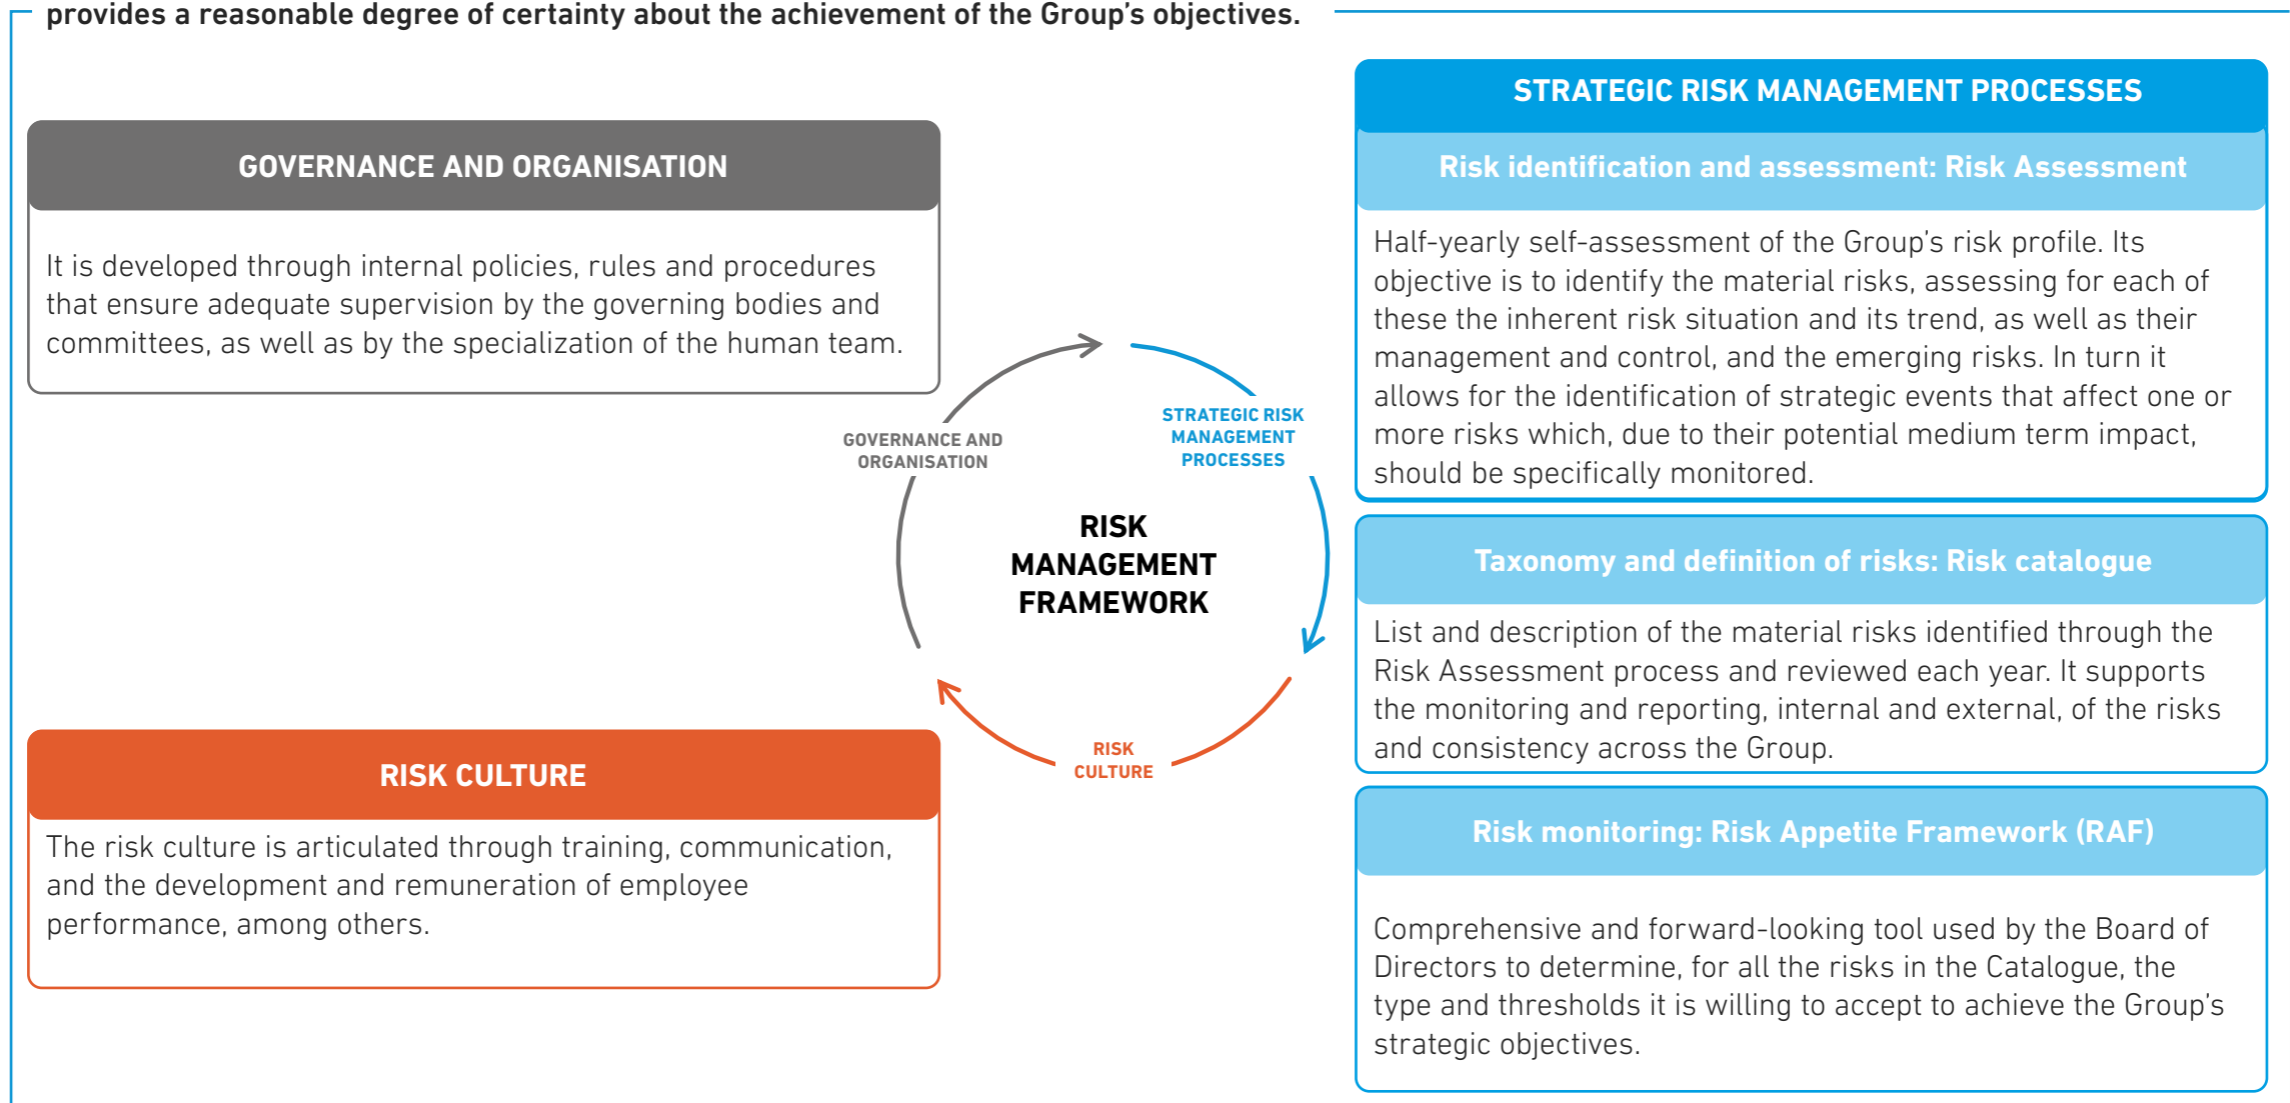 provides a reasonable degree of certainty about the achievement of the Group's objectives.
GOVERNANCE AND ORGANISATION
It is developed through internal policies, rules and procedures
that ensure adequate supervision by the governing bodies and
committees, as well as by the specialization of the human team.
RISK CULTURE
The risk culture is articulated through training, communication,
and the development and remuneration of employee
performance, among others.
GOVERNANCE AND
ORGANISATION
STRATEGIC RISK
MANAGEMENT
PROCESSES
RISK
MANAGEMENT
FRAMEWORK
RISK
CULTURE
STRATEGIC RISK MANAGEMENT PROCESSES
Risk identification and assessment: Risk Assessment
Half-yearly self-assessment of the Group's risk profile. Its
objective is to identify the material risks, assessing for each of
these the inherent risk situation and its trend, as well as their
management and control, and the emerging risks. In turn it
allows for the identification of strategic events that affect one or
more risks which, due to their potential medium term impact,
should be specifically monitored.
Taxonomy and definition of risks: Risk catalogue
List and description of the material risks identified through the
Risk Assessment process and reviewed each year. It supports
the monitoring and reporting, internal and external, of the risks
and consistency across the Group.
Risk monitoring: Risk Appetite Framework (RAF)
Comprehensive and forward-looking tool used by the Board of
Directors to determine, for all the risks in the Catalogue, the
type and thresholds it is willing to accept to achieve the Group's
strategic objectives.